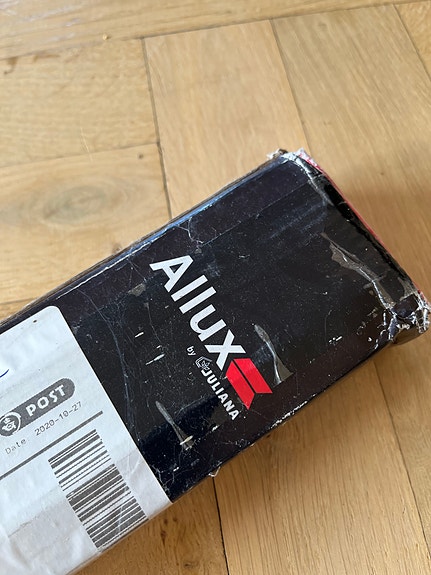 Allux
by JULIANA
POST
Date: 2020-10-27